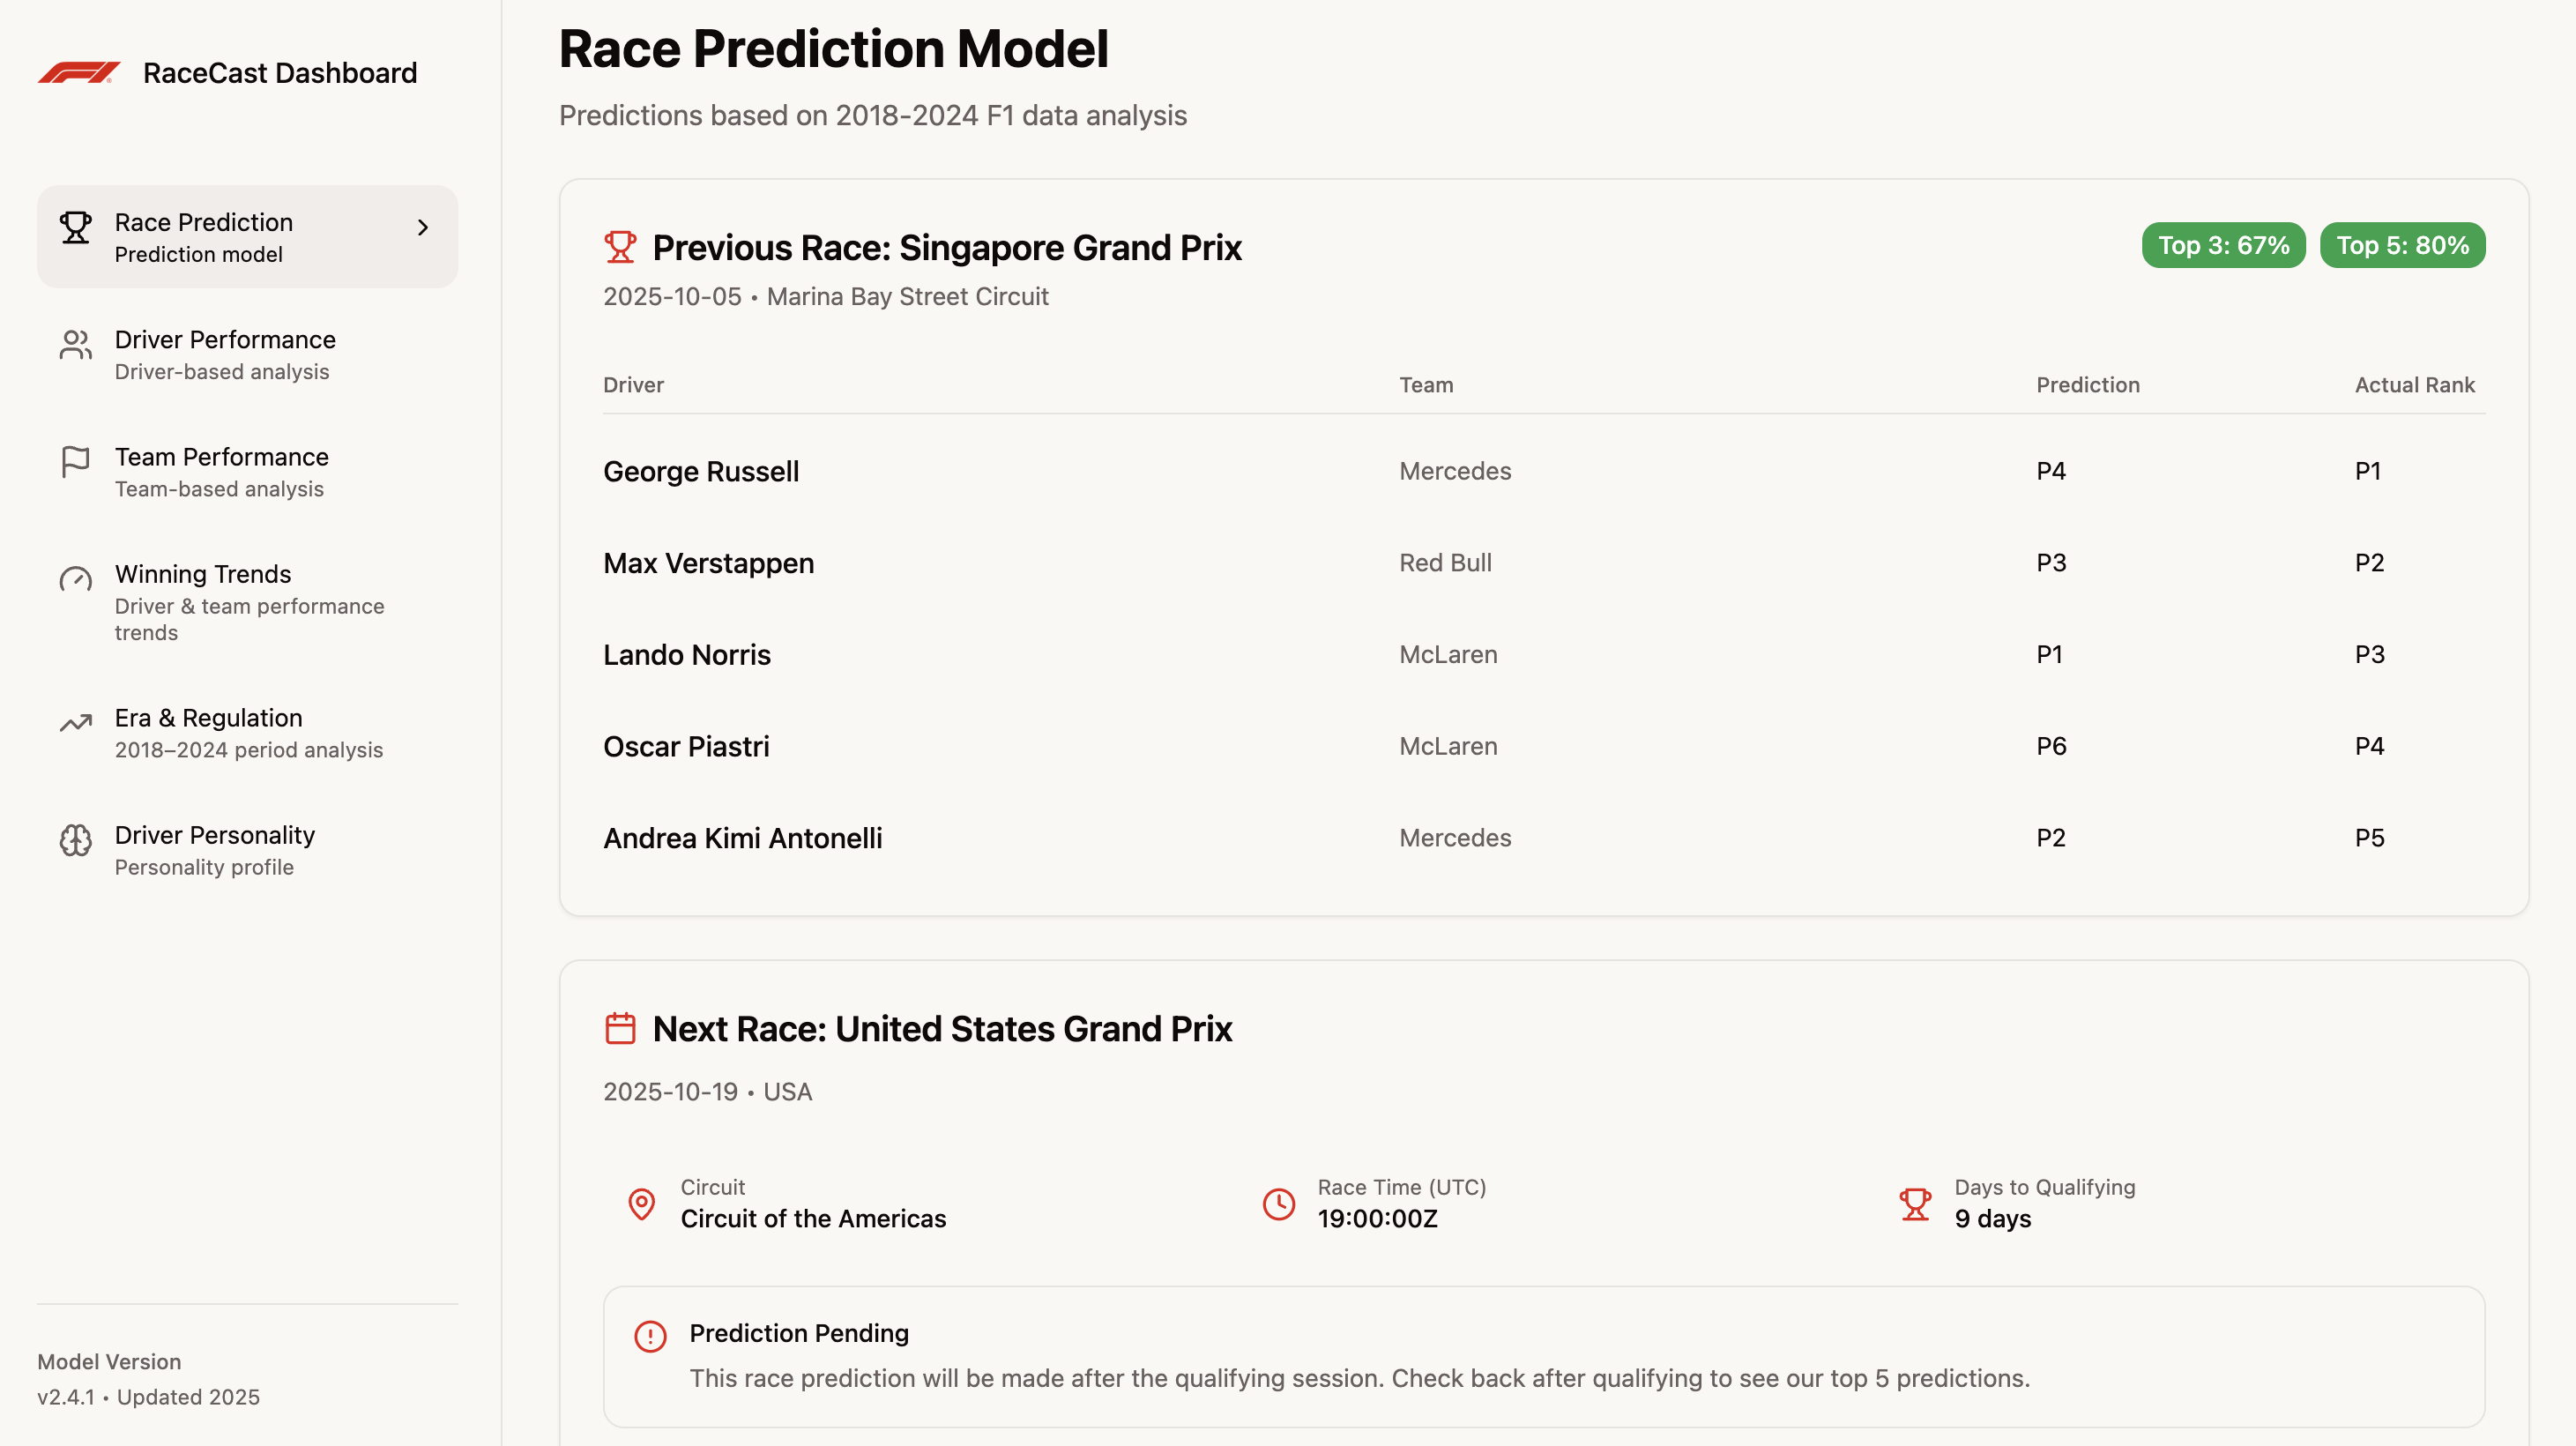 RaceCast Dashboard
Race Prediction
Prediction model
Driver Performance
Driver-based analysis
Team Performance
Team-based analysis
Winning Trends
Driver & team performance
trends
Era & Regulation
2018–2024 period analysis
Driver Personality
Personality profile
Model Version
v2.4.1 • Updated 2025
Race Prediction Model
Predictions based on 2018-2024 F1 data analysis
Previous Race: Singapore Grand Prix
Top 3: 67% Top 5: 80%
2025-10-05 • Marina Bay Street Circuit
Driver Team Prediction Actual Rank
George Russell Mercedes P4 P1
Max Verstappen Red Bull P3 P2
Lando Norris McLaren P1 P3
Oscar Piastri McLaren P6 P4
Andrea Kimi Antonelli Mercedes P2 P5
Next Race: United States Grand Prix
2025-10-19 • USA
Circuit
Circuit of the Americas
Race Time (UTC)
19:00:00Z
Days to Qualifying
9 days
Prediction Pending
This race prediction will be made after the qualifying session. Check back after qualifying to see our top 5 predictions.